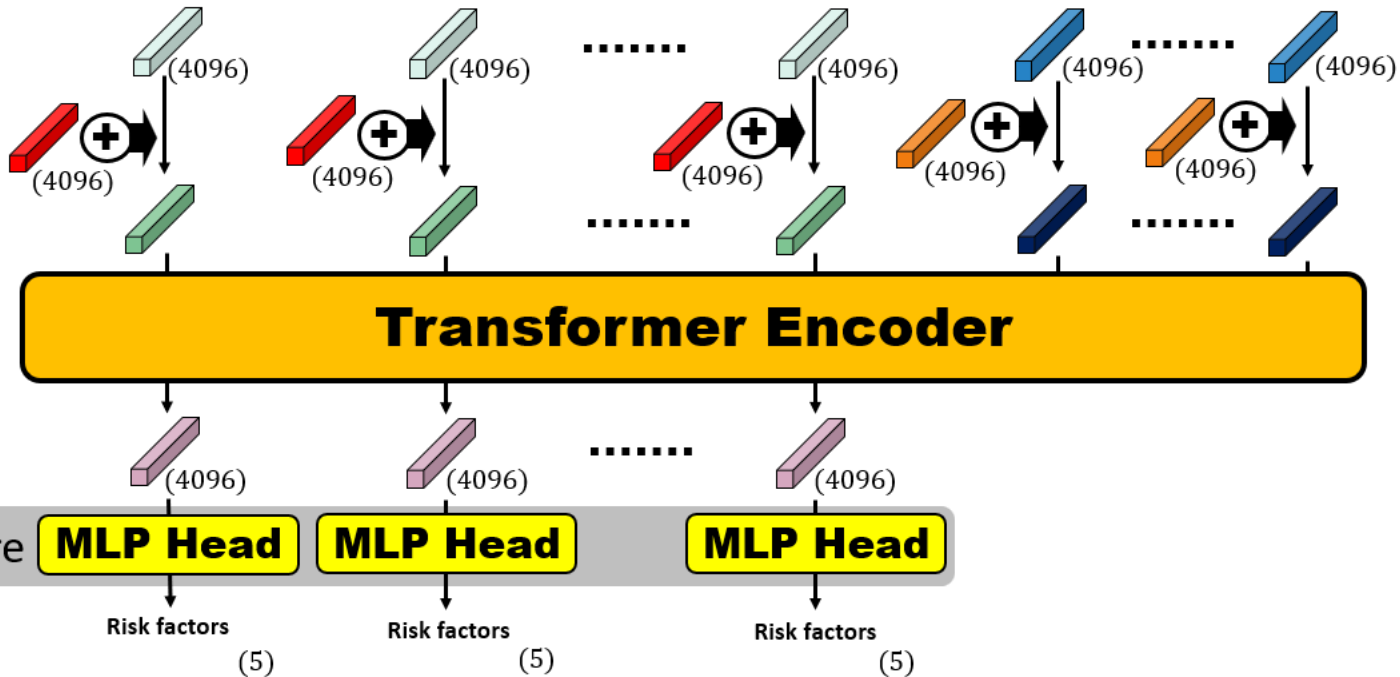 (4096) (4096) (4096) (4096) (4096)
(4096) (4096) (4096) (4096) (4096)
Transformer Encoder
(4096) (4096) (4096)
MLP Head MLP Head MLP Head
Risk factors Risk factors Risk factors
(5) (5) (5)